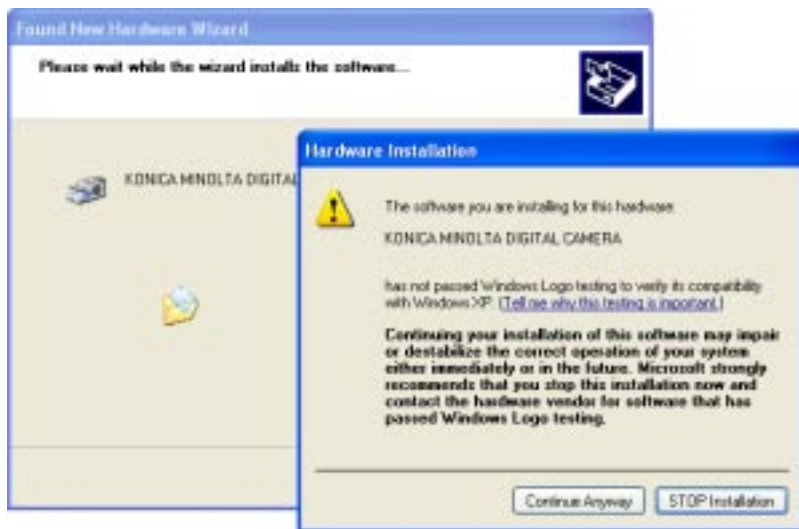 Found New Hardware Wizard
Please wait while the wizard installs the software...
KONICA MINOLTA DIGITAL
Hardware Installation
The software you are installing for this hardware:
KONICA MINOLTA DIGITAL CAMERA
has not passed Windows Logo testing to verify its compatibility
with Windows XP. (Tell me why this testing is important.)
Continuing your installation of this software may impair
or destabilize the correct operation of your system
either immediately or in the future. Microsoft strongly
recommends that you stop this installation now and
contact the hardware vendor for software that has
passed Windows Logo testing.
Continue Anyway
STOP Installation